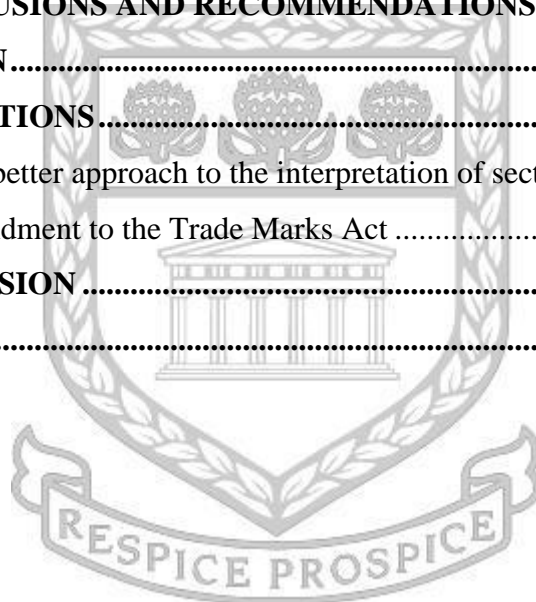 USIONS AND RECOMMENDATIONS
N.......................................................................
TIONS.............................................................
better approach to the interpretation of sect
dment to the Trade Marks Act ......................
SION...............................................................
.......................................................................
RESPICE PROSPICE